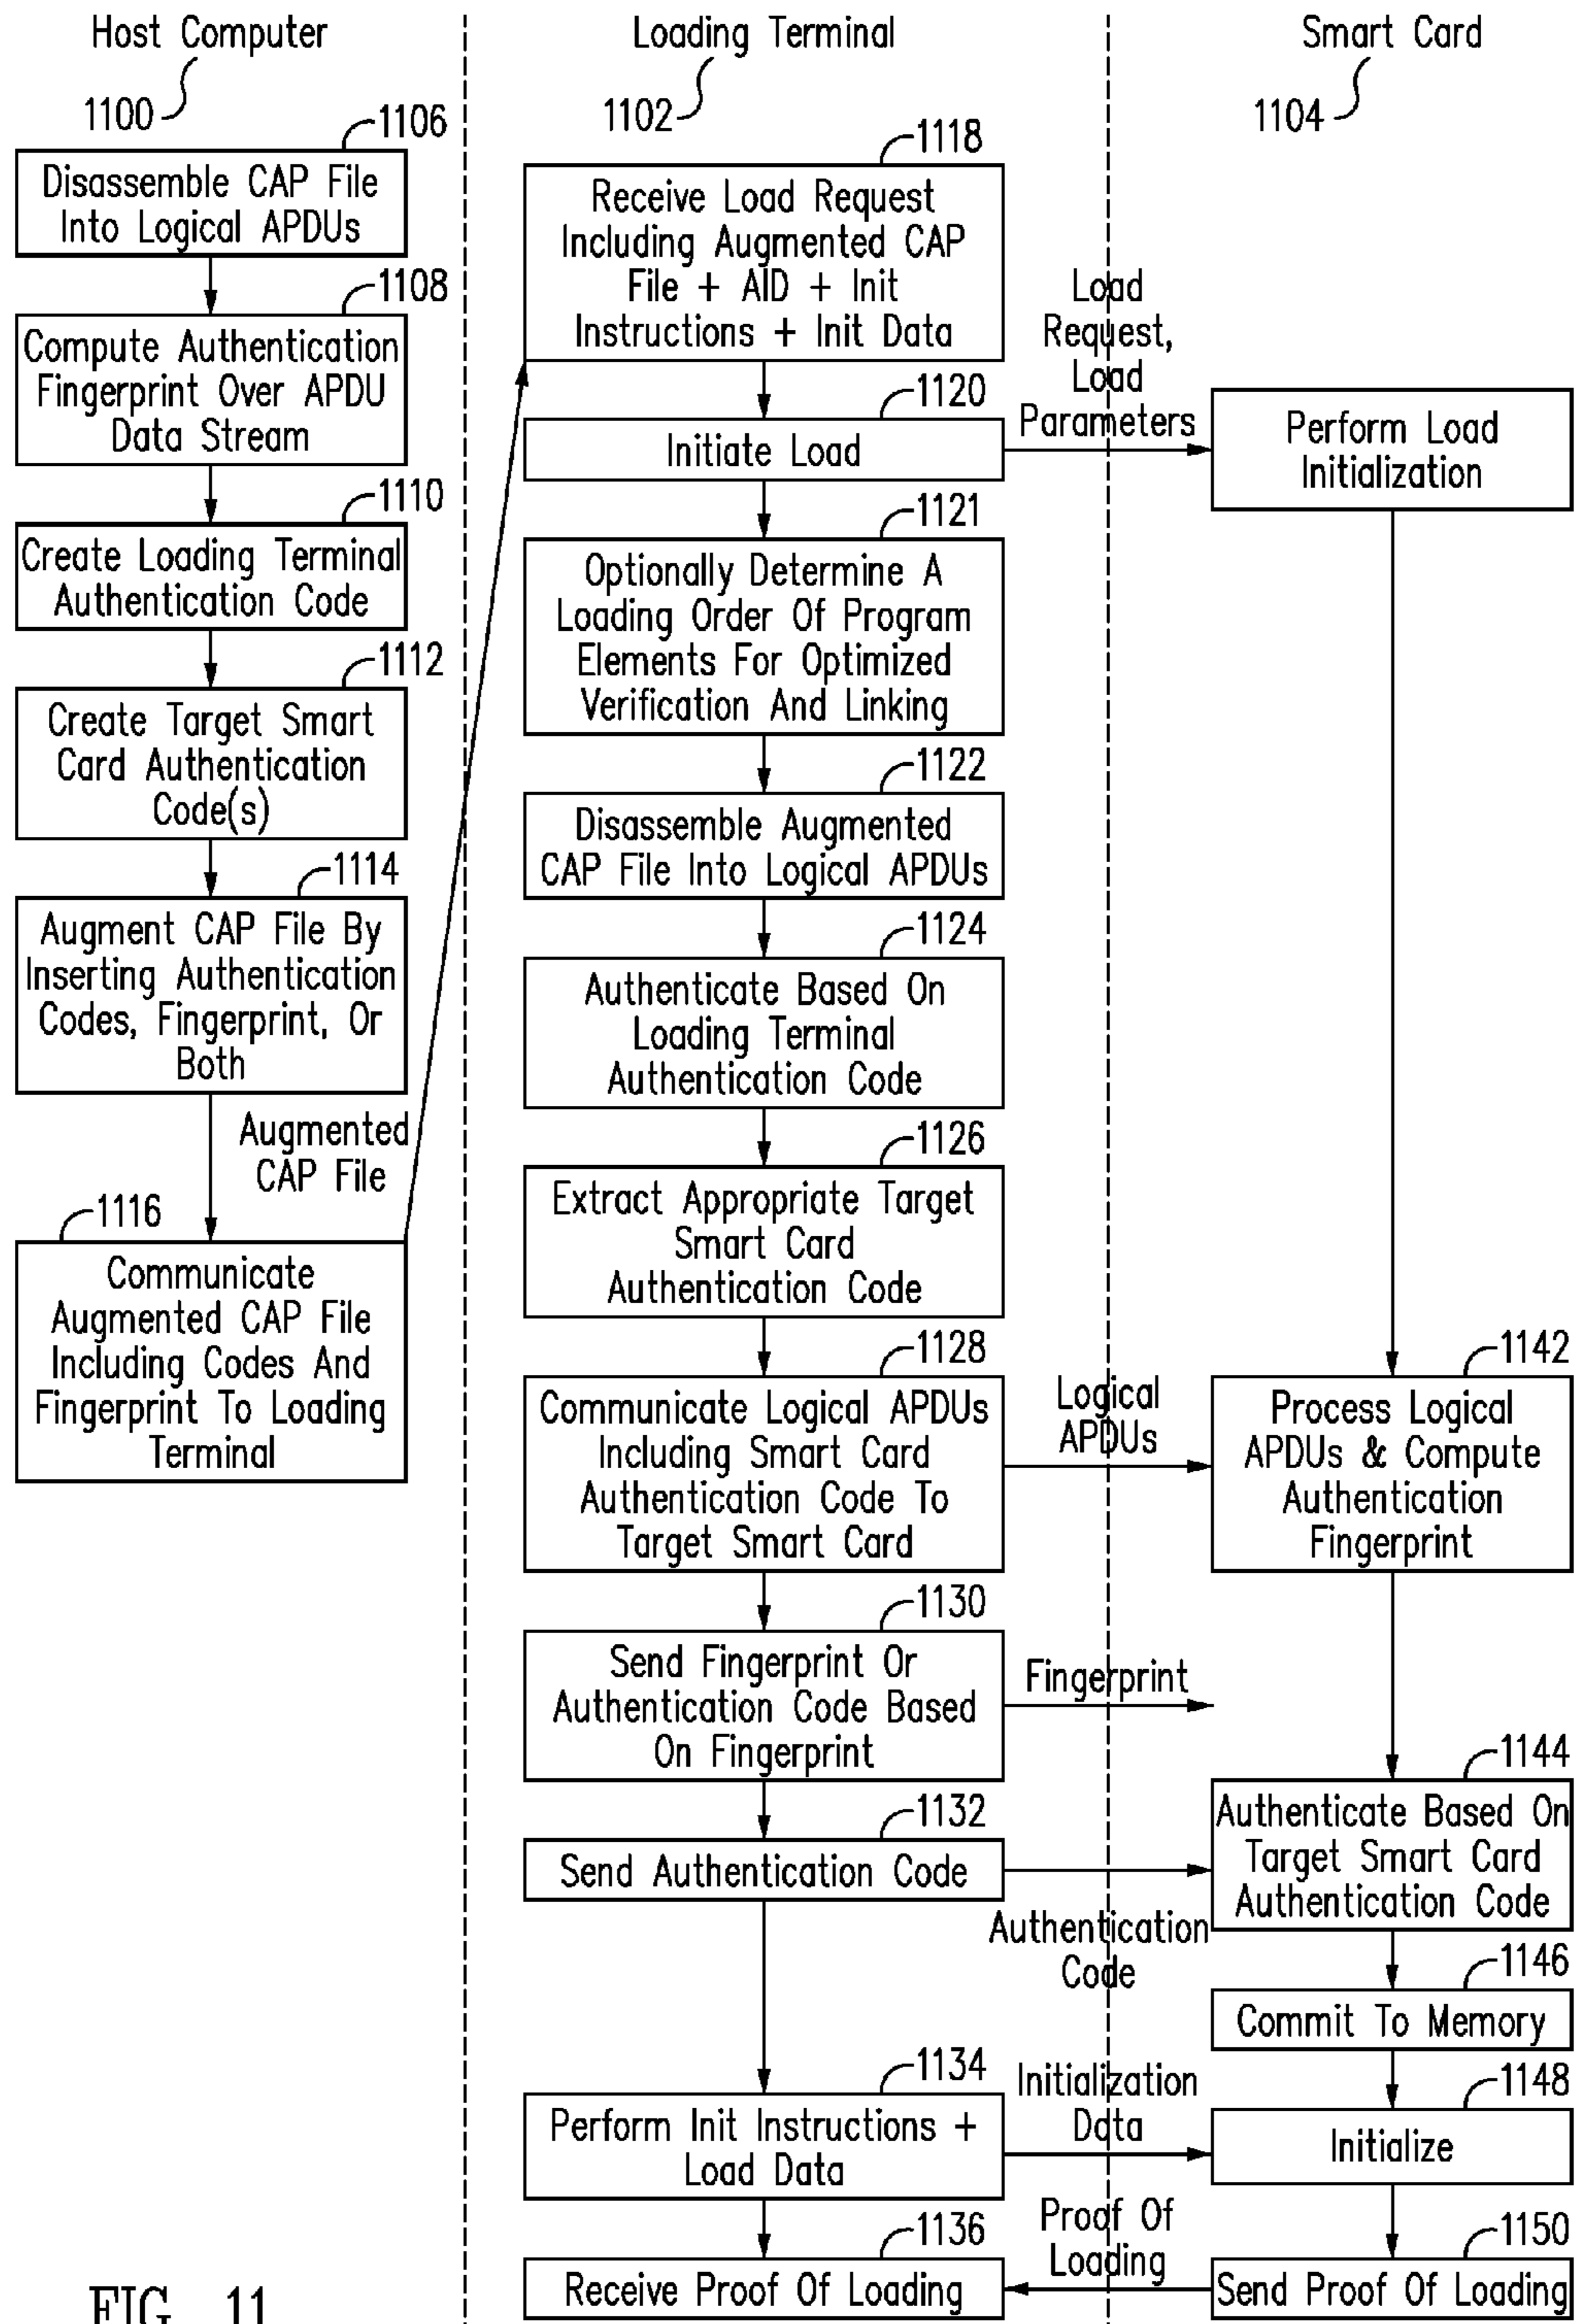 Host Computer
1100
1106
Disassemble CAP File
Into Logical APDUs
1108
Compute Authentication
Fingerprint Over APDU
Data Stream
1110
Create Loading Terminal
Authentication Code
1112
Create Target Smart
Card Authentication
Code(s)
1114
Augment CAP File By
Inserting Authentication
Codes, Fingerprint, Or
Both
Augmented
CAP File
1116
Communicate
Augmented CAP File
Including Codes And
Fingerprint To Loading
Terminal
Loading Terminal
1102
1118
Receive Load Request
Including Augmented CAP
File + AID + Init
Instructions + Init Data
1120
Initiate Load
Load
Request,
Load
Parameters
1121
Optionally Determine A
Loading Order Of Program
Elements For Optimized
Verification And Linking
1122
Disassemble Augmented
CAP File Into Logical APDUs
1124
Authenticate Based On
Loading Terminal
Authentication Code
1126
Extract Appropriate Target
Smart Card
Authentication Code
1128
Communicate Logical APDUs
Including Smart Card
Authentication Code To
Target Smart Card
Logical
APDUs
1130
Send Fingerprint Or
Authentication Code Based
On Fingerprint
Fingerprint
1132
Send Authentication Code
Authentication
Code
1134
Perform Init Instructions +
Load Data
Initialization
Data
1136
Receive Proof Of Loading
Proof Of
Loading
Smart Card
1104
Perform Load
Initialization
1142
Process Logical
APDUs & Compute
Authentication
Fingerprint
1144
Authenticate Based On
Target Smart Card
Authentication Code
1146
Commit To Memory
1148
Initialize
1150
Send Proof Of Loading
FIG. 11